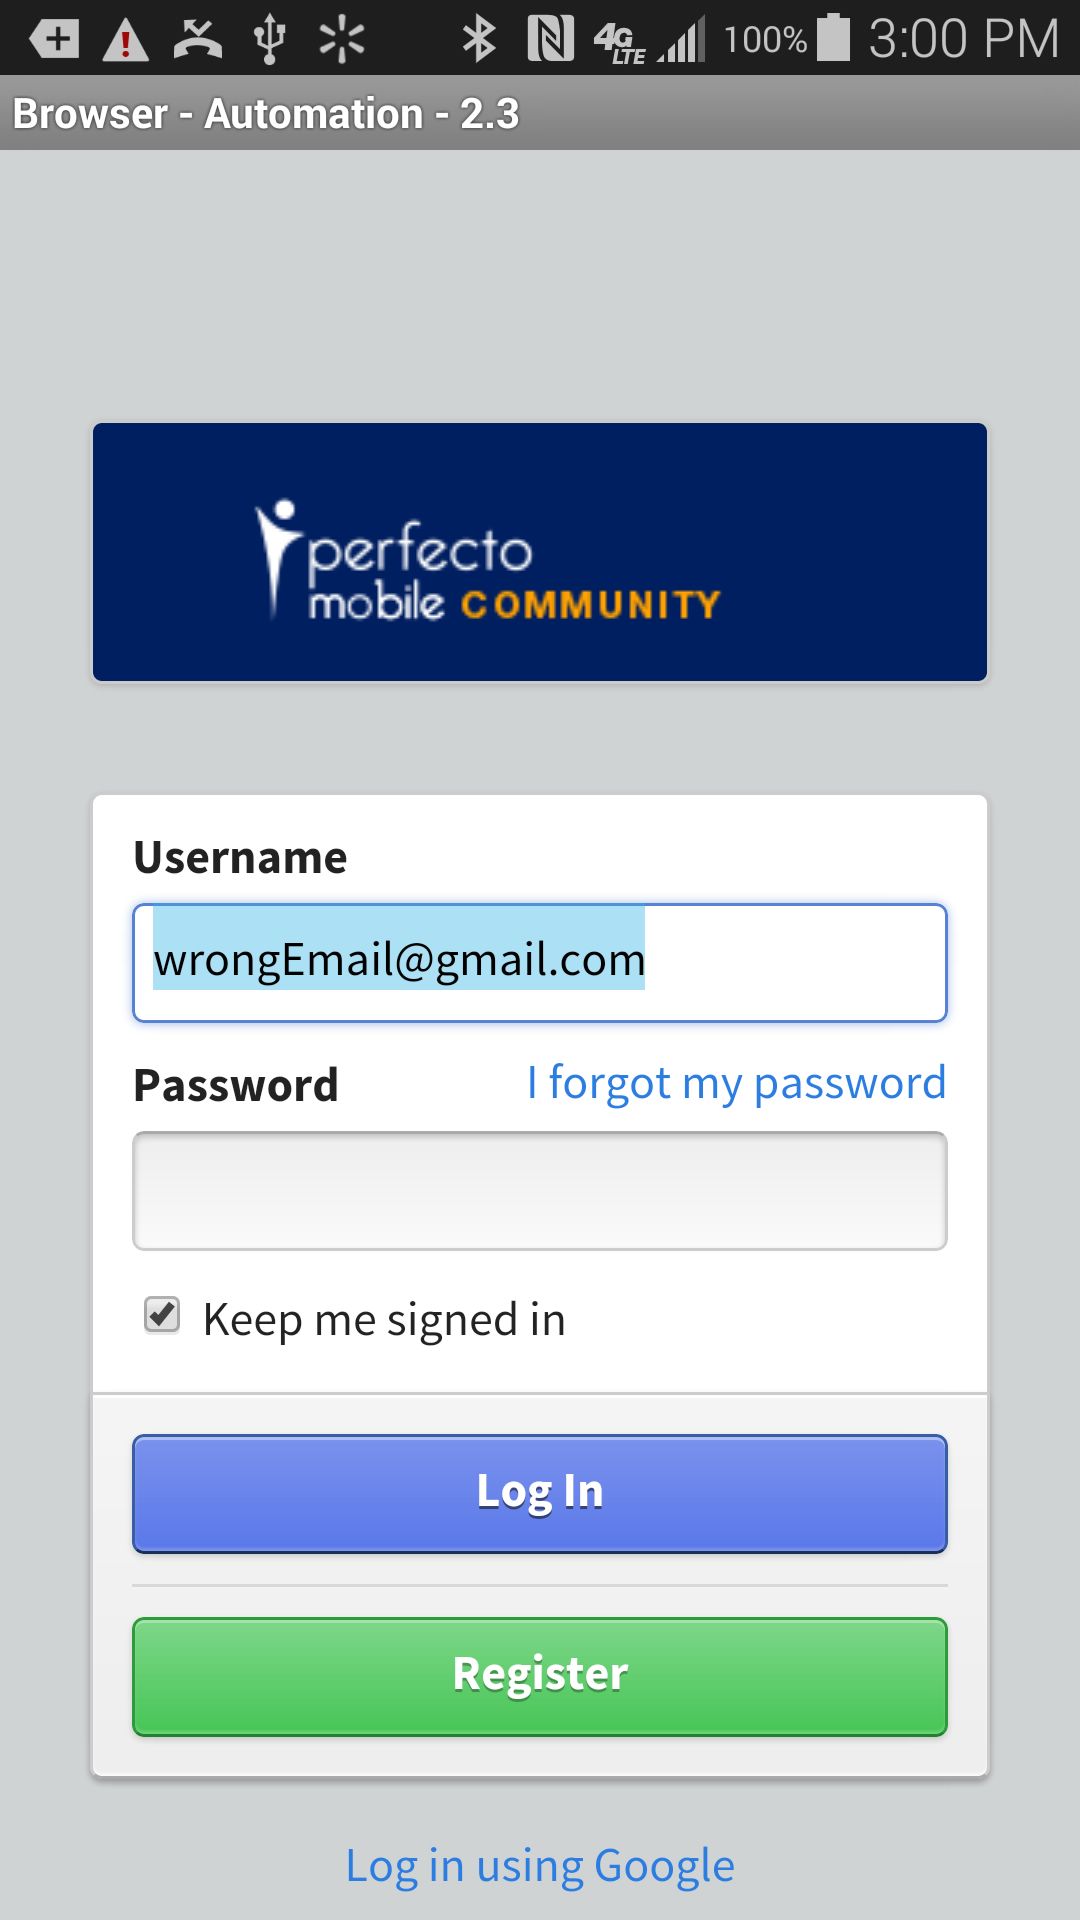 4G LTE 100% 3:00 PM
Browser - Automation - 2.3
perfecto
mobile COMMUNITY
Username
wrongEmail@gmail.com
Password I forgot my password
Keep me signed in
Log In
Register
Log in using Google